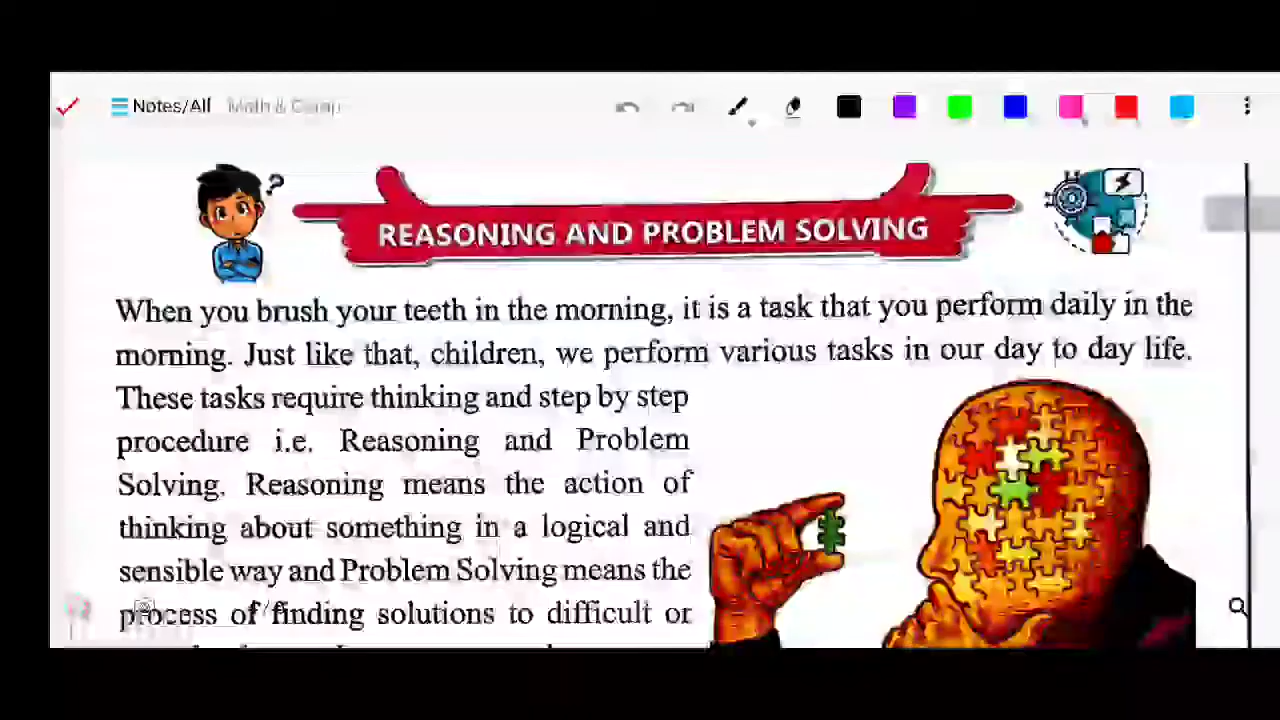 Notes/All Math & Comp
REASONING AND PROBLEM SOLVING
When you brush your teeth in the morning, it is a task that you perform daily in the
morning. Just like that, children, we perform various tasks in our day to day life.
These tasks require thinking and step by step
procedure i.e. Reasoning and Problem
Solving. Reasoning means the action of
thinking about something in a logical and
sensible way and Problem Solving means the
process of finding solutions to difficult or